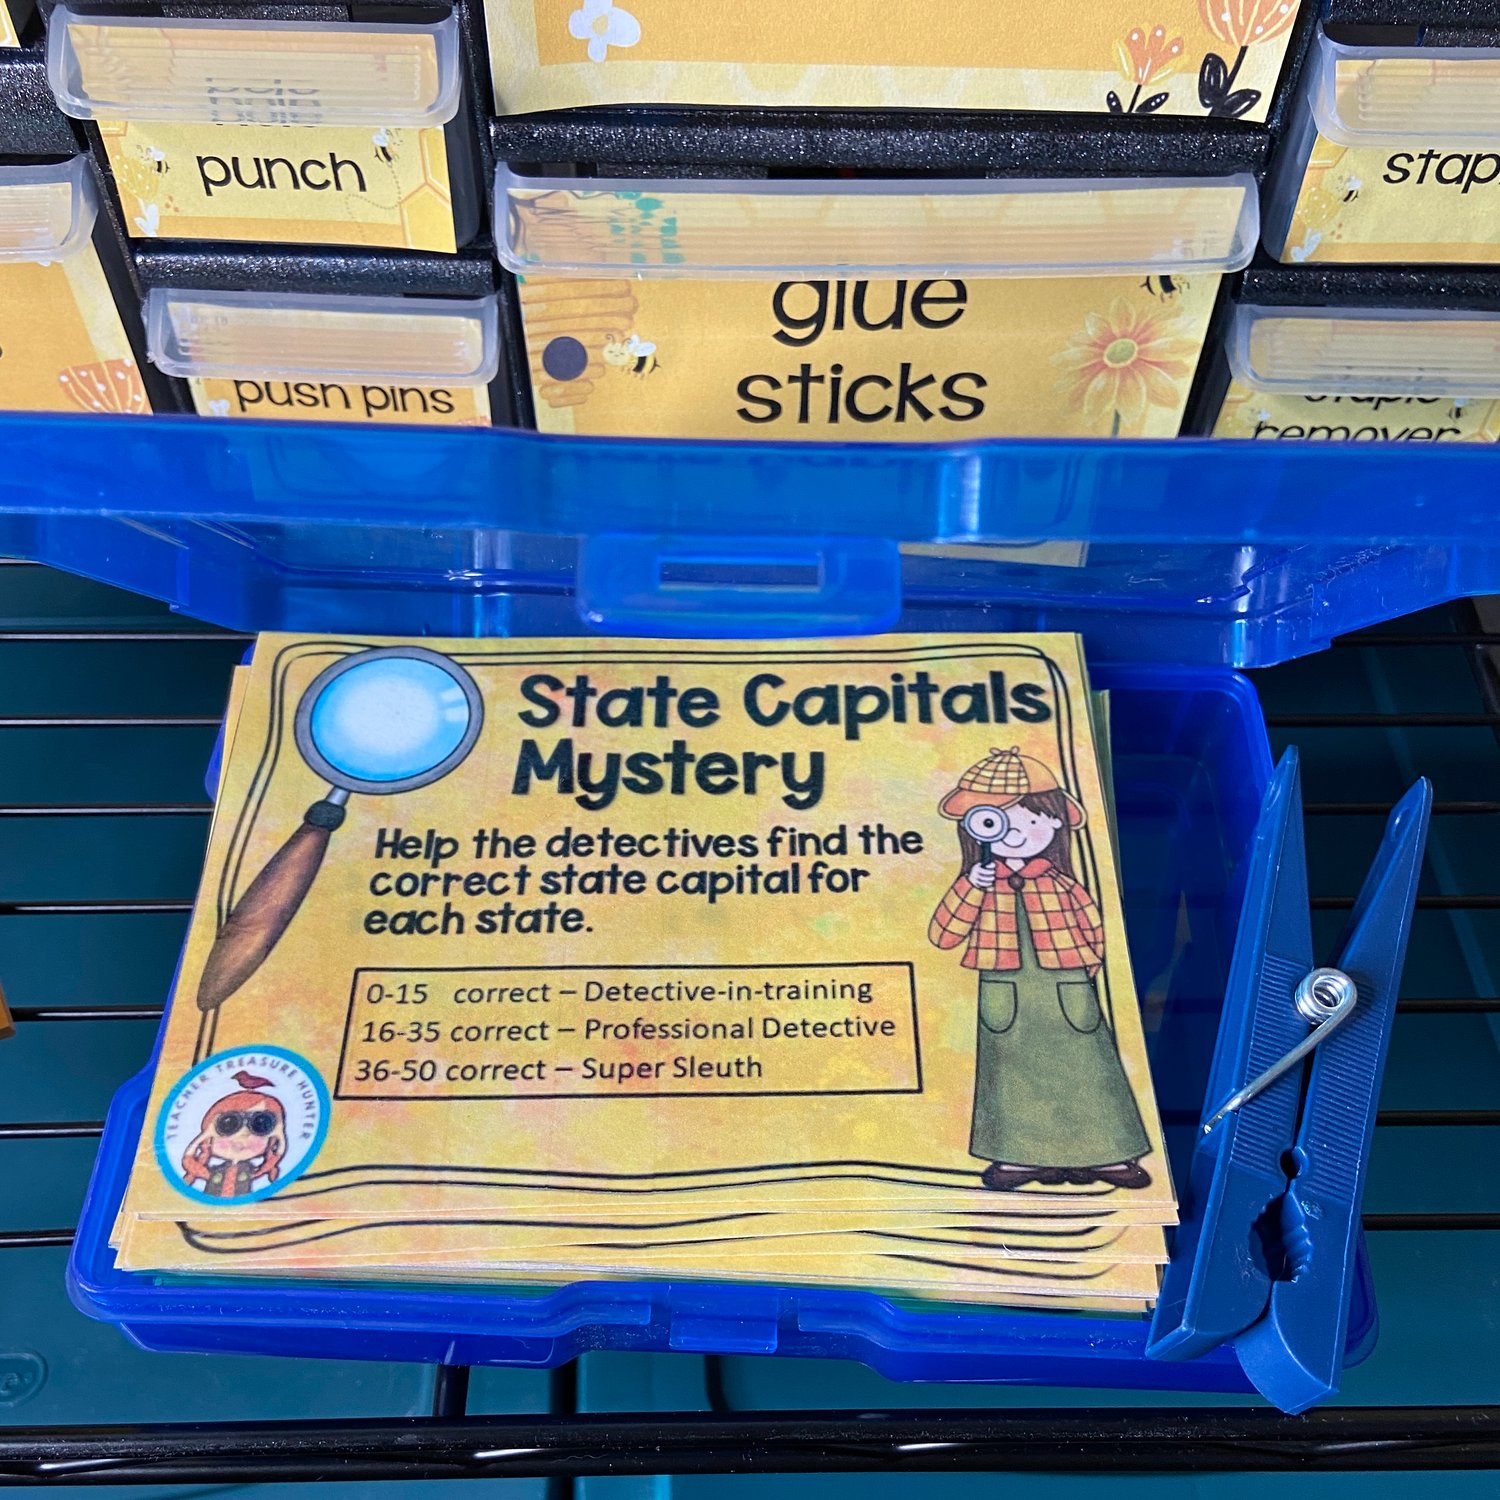 hole
punch
push pins
glue
sticks
staple
remover
State Capitals
Mystery
Help the detectives find the
correct state capital for
each state.
0-15 correct – Detective-in-training
16-35 correct – Professional Detective
36-50 correct – Super Sleuth
TEACHER TREASURE HUNTER